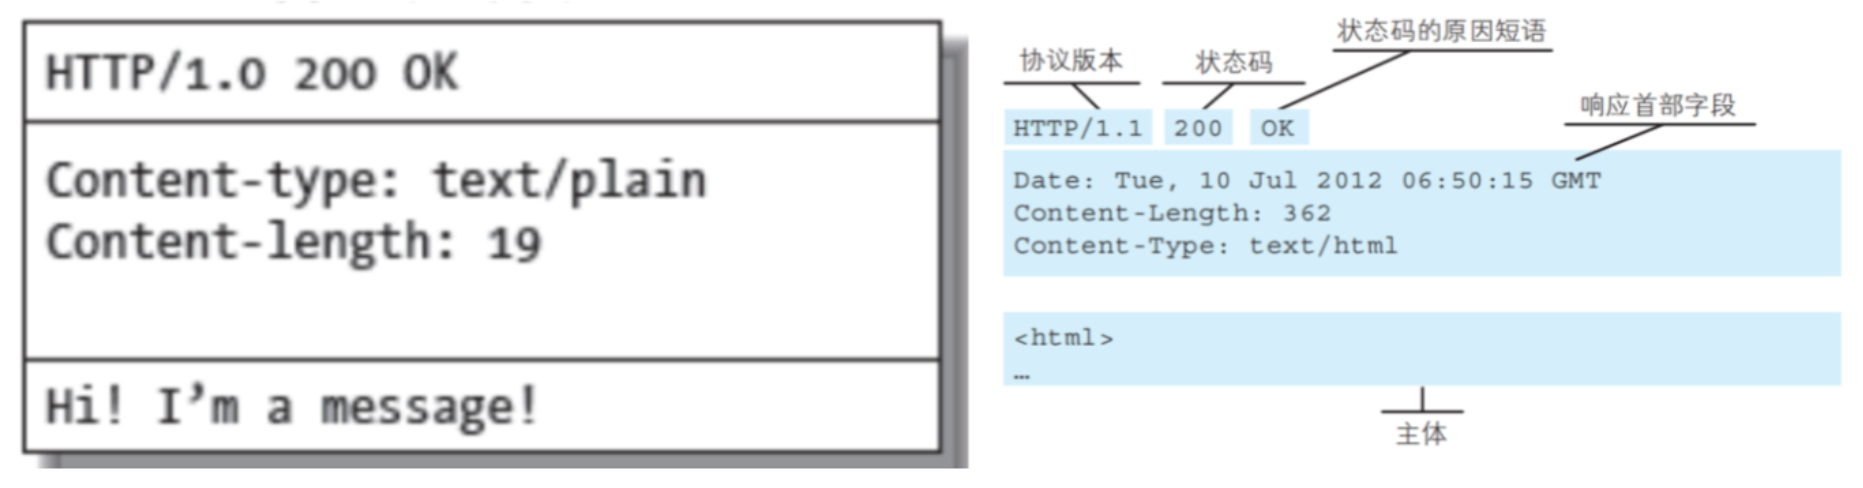 HTTP/1.0 200 OK
Content-type: text/plain
Content-length: 19
Hi! I’m a message!
状态码的原因短语
协议版本
状态码
响应首部字段
HTTP/1.1 200 OK
Date: Tue, 10 Jul 2012 06:50:15 GMT
Content-Length: 362
Content-Type: text/html
<html>
…
主体